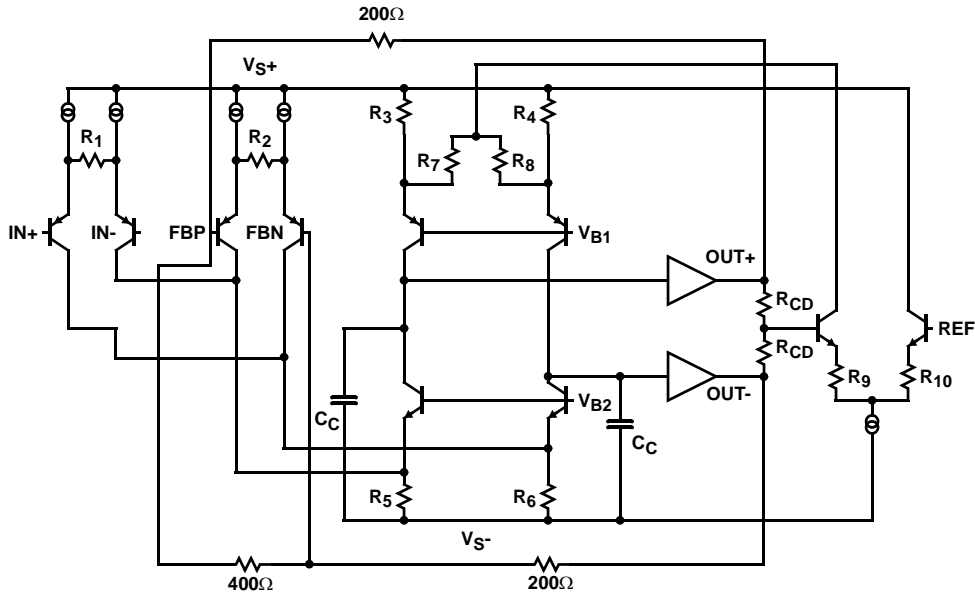 200Ω
VS+
R3
R4
R1
R2
R7
R8
IN+
IN-
FBP
FBN
VB1
OUT+
RCD
REF
RCD
R9
R10
OUT-
VB2
CC
CC
R5
R6
VS-
400Ω
200Ω